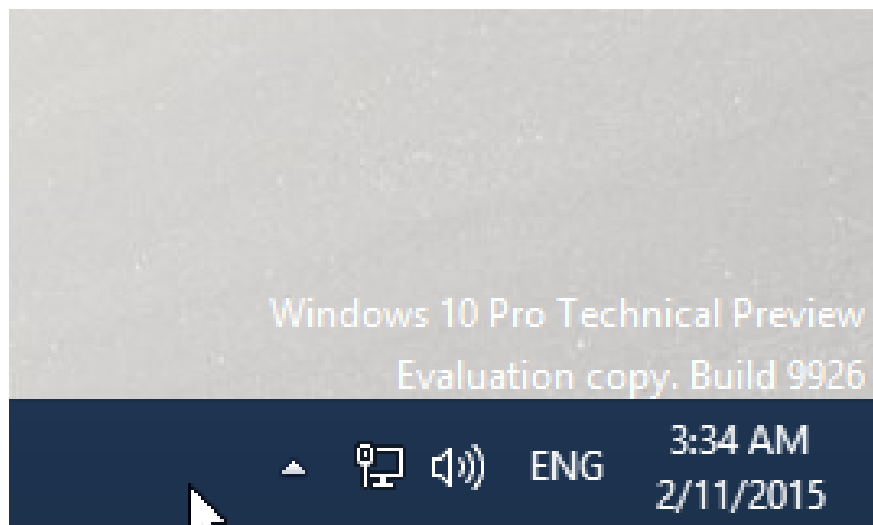 Windows 10 Pro Technical Preview
Evaluation copy. Build 9926
ENG
3:34 AM
2/11/2015